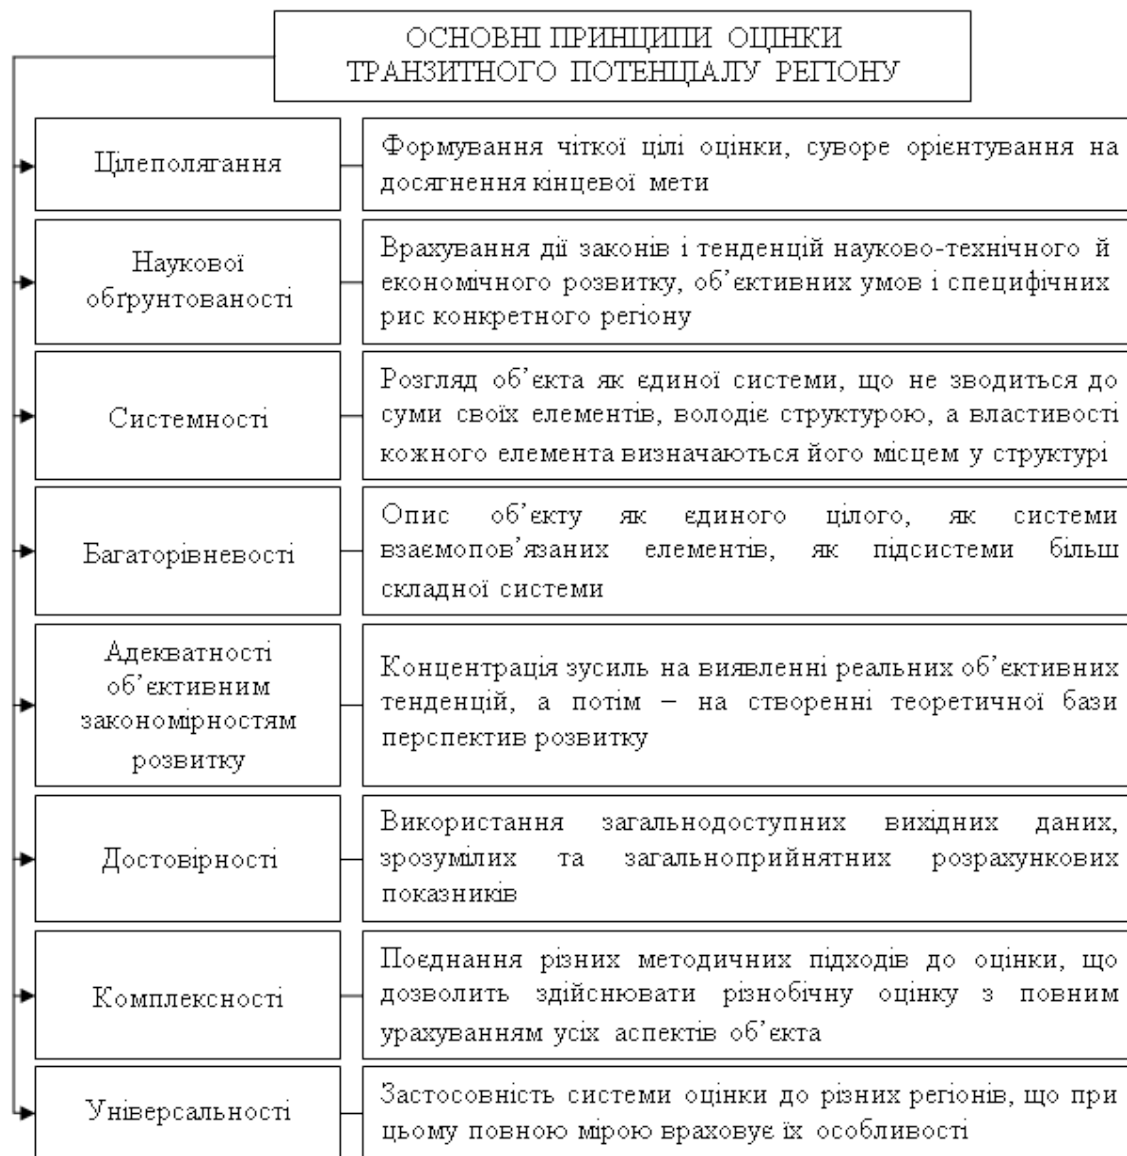 ОСНОВНІ ПРИНЦИПИ ОЦІНКИ
ТРАНЗИТНОГО ПОТЕНЦІАЛУ РЕГІОНУ
Цілеполягання
Формування чіткої цілі оцінки, суворе орієнтування на
досягнення кінцевої мети
Наукової
обґрунтованості
Врахування дії законів і тенденцій науково-технічного й
економічного розвитку, об’єктивних умов і специфічних
рис конкретного регіону
Системності
Розгляд об’єкта як єдиної системи, що не зводиться до
суми своїх елементів, володіє структурою, а властивості
кожного елемента визначаються його місцем у структурі
Багаторівневості
Опис об’єкту як єдиного цілого, як системи
взаємопов’язаних елементів, як підсистеми більш
складної системи
Адекватності
об’єктивним
закономірностям
розвитку
Концентрація зусиль на виявленні реальних об’єктивних
тенденцій, а потім – на створенні теоретичної бази
перспектив розвитку
Достовірності
Використання загальнодоступних вихідних даних,
зрозумілих та загальноприйнятних розрахункових
показників
Комплексності
Поєднання різних методичних підходів до оцінки, що
дозволить здійснювати різнобічну оцінку з повним
урахуванням усіх аспектів об’єкта
Універсальності
Застосовність системи оцінки до різних регіонів, що при
цьому повною мірою враховує їх особливості